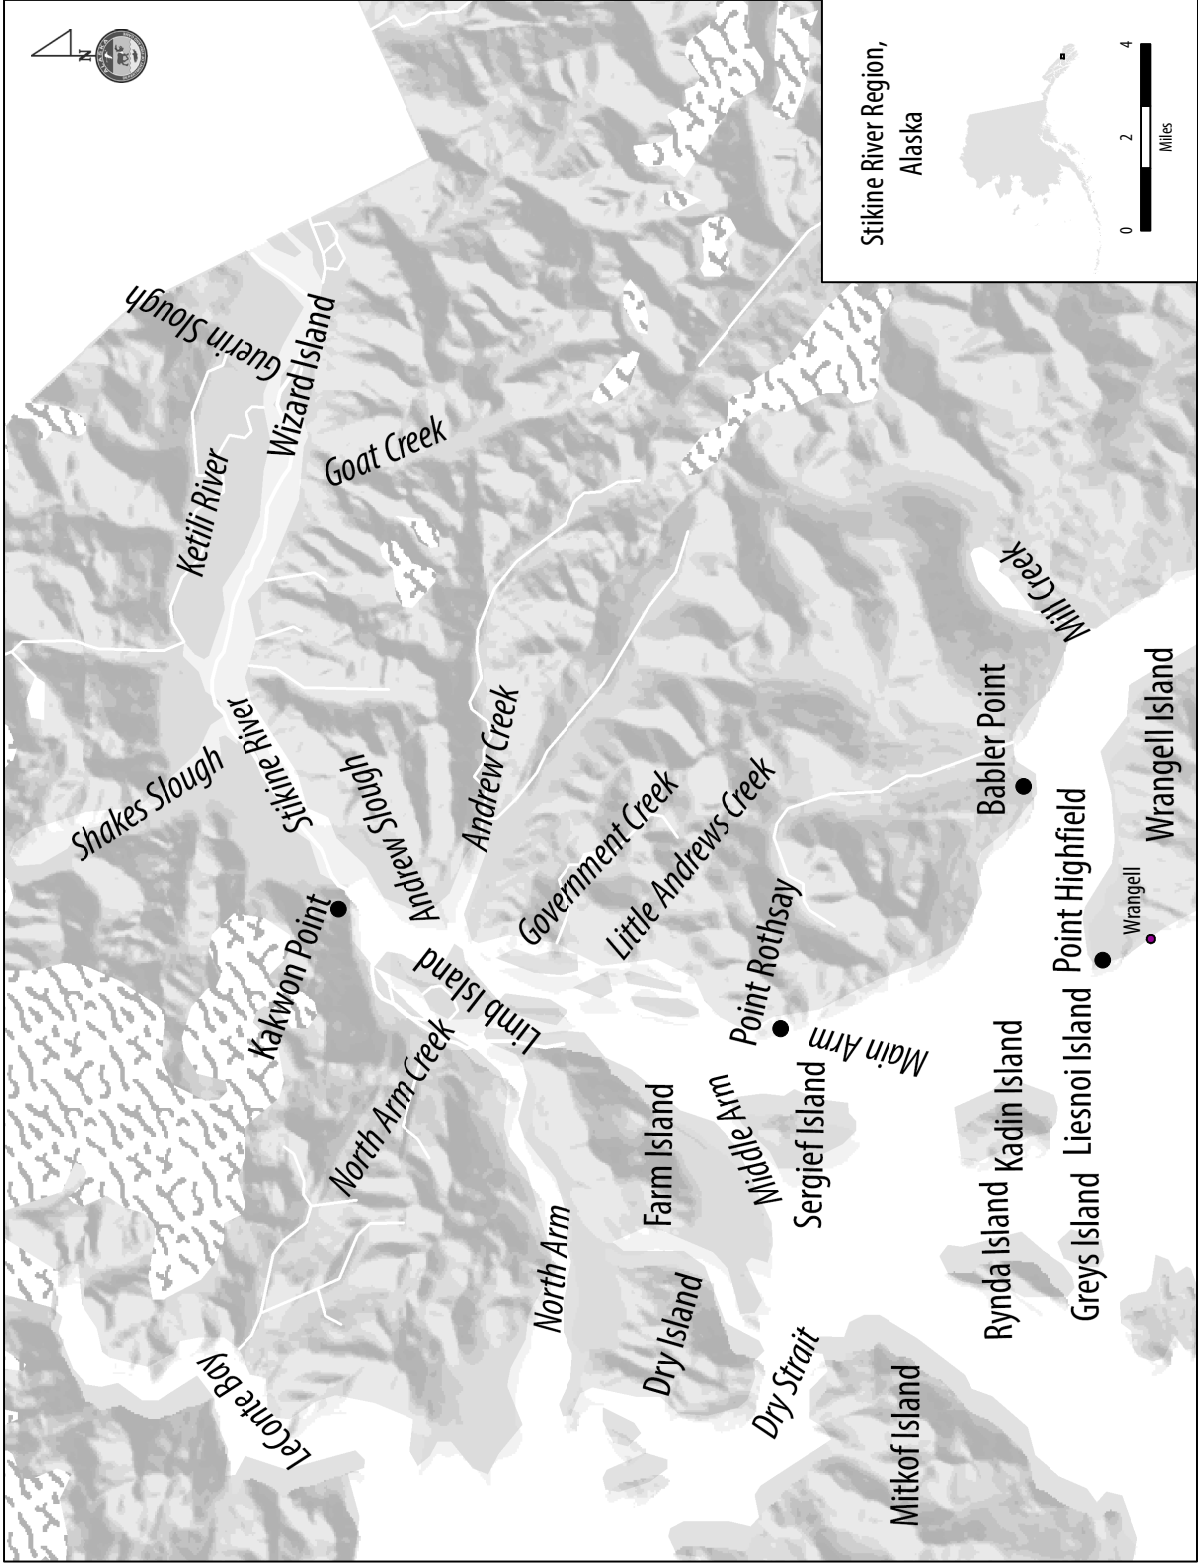 N
ALASKA
Guerin Slough
Wizard Island
Ketili River
Goat Creek
Shakes Slough
Stikine River
Andrew Slough
Andrew Creek
Kakwon Point
Limb Island
Government Creek
Little Andrews Creek
North Arm Creek
Mill Creek
Babler Point
Point Rothsay
Point Highfield
Wrangell
Wrangell Island
Main Arm
Middle Arm
Farm Island
Sergief Island
Kadin Island
Liesnoi Island
North Arm
Dry Island
Rynda Island
Greys Island
LeConte Bay
Dry Strait
Mitkof Island
Stikine River Region,
Alaska
0 2 4
Miles